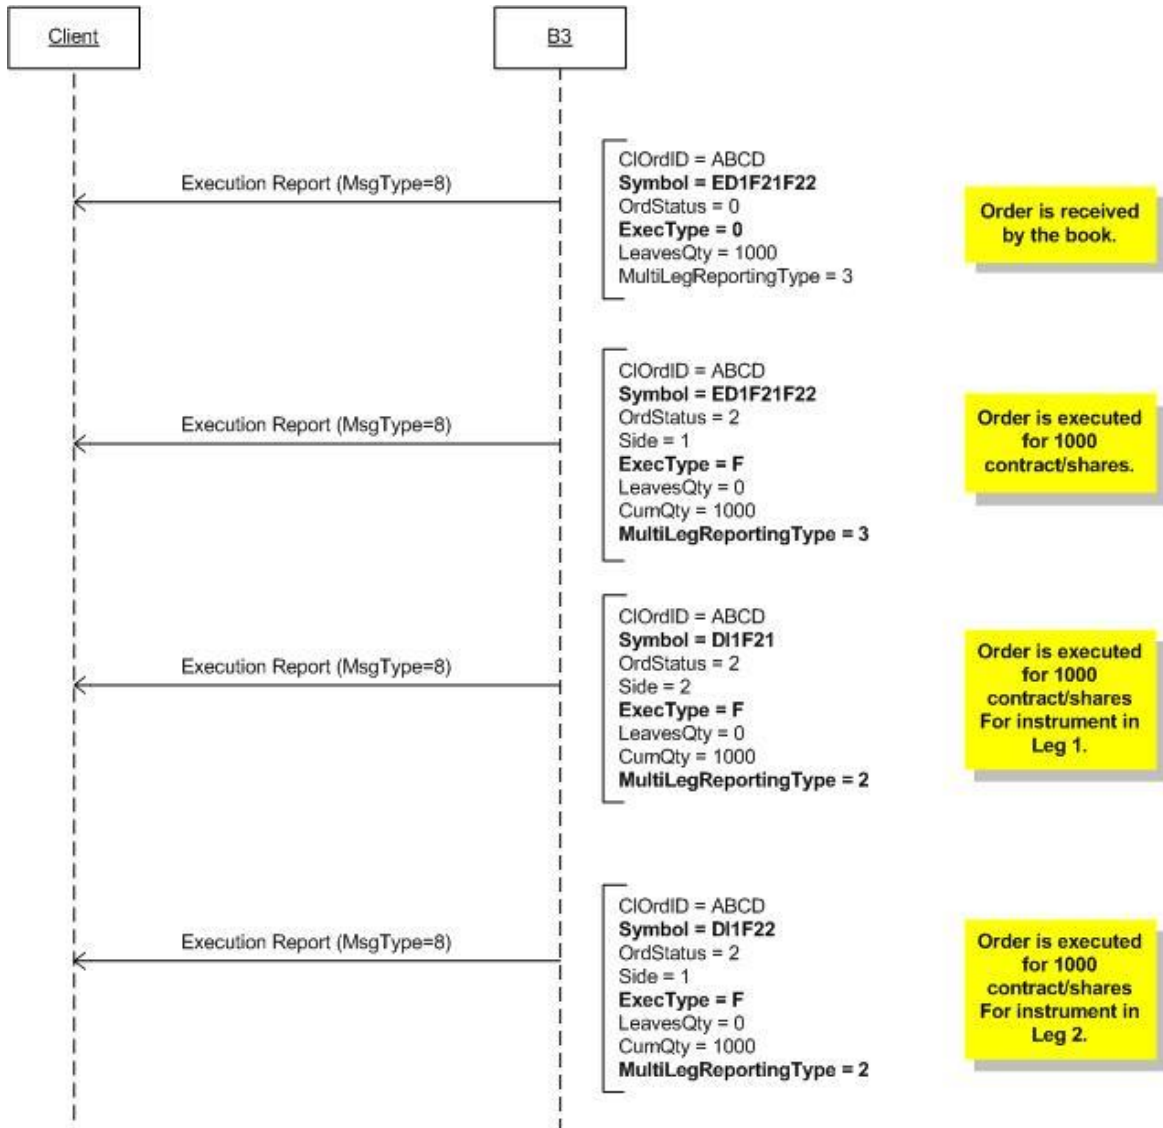 Client
B3
Execution Report (MsgType=8)
ClOrdID = ABCD
Symbol = ED1F21F22
OrdStatus = 0
ExecType = 0
LeavesQty = 1000
MultiLegReportingType = 3
Order is received
by the book.
Execution Report (MsgType=8)
ClOrdID = ABCD
Symbol = ED1F21F22
OrdStatus = 2
Side = 1
ExecType = F
LeavesQty = 0
CumQty = 1000
MultiLegReportingType = 3
Order is executed
for 1000
contract/shares.
Execution Report (MsgType=8)
ClOrdID = ABCD
Symbol = DI1F21
OrdStatus = 2
Side = 2
ExecType = F
LeavesQty = 0
CumQty = 1000
MultiLegReportingType = 2
Order is executed
for 1000
contract/shares
For instrument in
Leg 1.
Execution Report (MsgType=8)
ClOrdID = ABCD
Symbol = DI1F22
OrdStatus = 2
Side = 1
ExecType = F
LeavesQty = 0
CumQty = 1000
MultiLegReportingType = 2
Order is executed
for 1000
contract/shares
For instrument in
Leg 2.